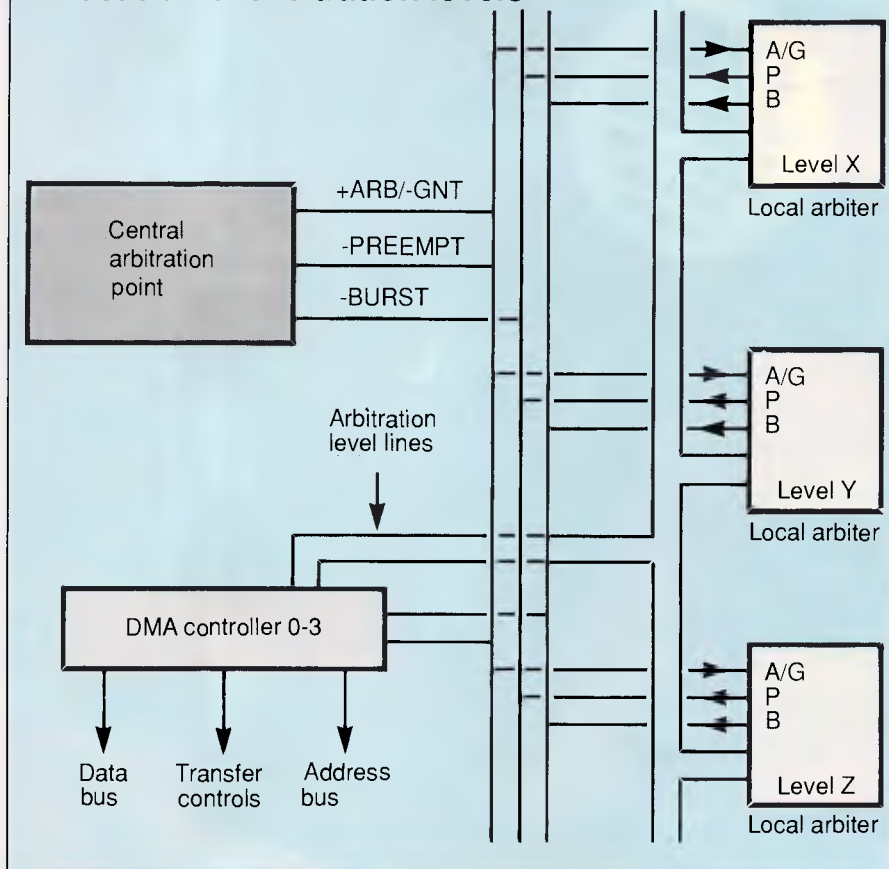 A/G
P
B
Level X
Local arbiter
Central
arbitration
point
+ARB/-GNT
-PREEMPT
-BURST
A/G
P
B
Level Y
Local arbiter
Arbitration
level lines
DMA controller 0-3
Data
bus
Transfer
controls
Address
bus
A/G
P
B
Level Z
Local arbiter